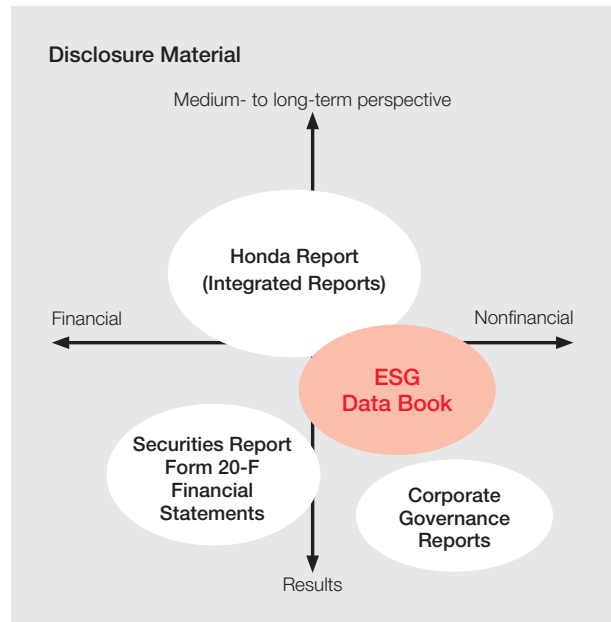 Disclosure Material
Medium- to long-term perspective
Honda Report
(Integrated Reports)
Financial
Nonfinancial
ESG
Data Book
Securities Report
Form 20-F
Financial
Statements
Corporate
Governance
Reports
Results